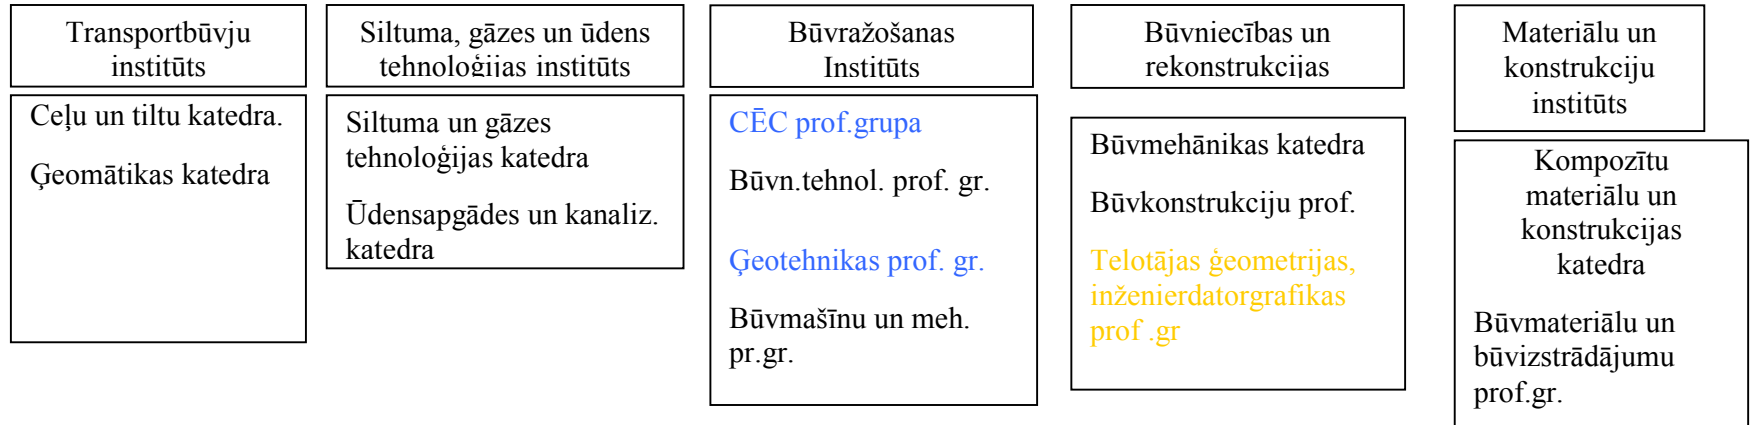 Transportbūvju
institūts
Ceļu un tiltu katedra.
Ģeomātikas katedra
Siltuma, gāzes un ūdens
tehnoloģijas institūts
Siltuma un gāzes
tehnoloģijas katedra
Ūdensapgādes un kanaliz.
katedra
Būvražošanas
Institūts
CĒC prof.grupa
Būvn.tehnol. prof. gr.
Ģeotehnikas prof. gr.
Būvmašīnu un meh.
pr.gr.
Būvniecības un
rekonstrukcijas
Būvmehānikas katedra
Būvkonstrukciju prof.
Telotājas ģeometrijas,
inženierdatorgrafikas
prof .gr
Materiālu un
konstrukciju
institūts
Kompozītu
materiālu un
konstrukcijas
katedra
Būvmateriālu un
būvizstrādājumu
prof.gr.